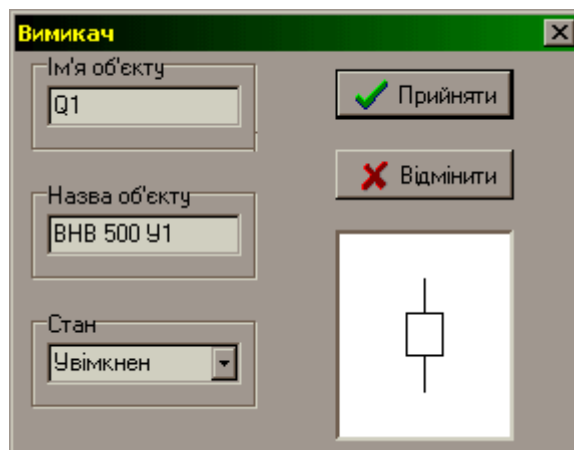 Вимикач
Ім'я об'єкту
Q1
Прийняти
Відмінити
Назва об'єкту
ВНВ 500 У1
Стан
Увімкнен